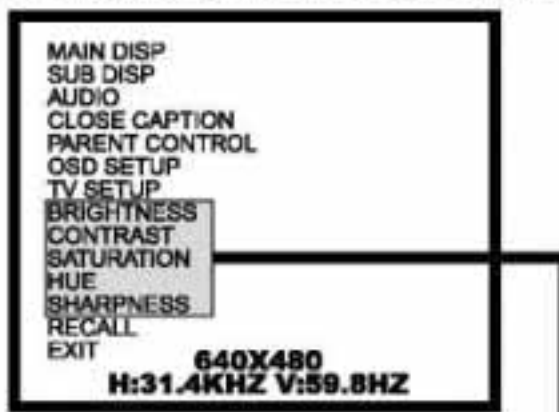 MAIN DISP
SUB DISP
AUDIO
CLOSE CAPTION
PARENT CONTROL
OSD SETUP
TV SETUP
BRIGHTNESS
CONTRAST
SATURATION
HUE
SHARPNESS
RECALL
EXIT
640X480
H:31.4KHZ V:59.8HZ